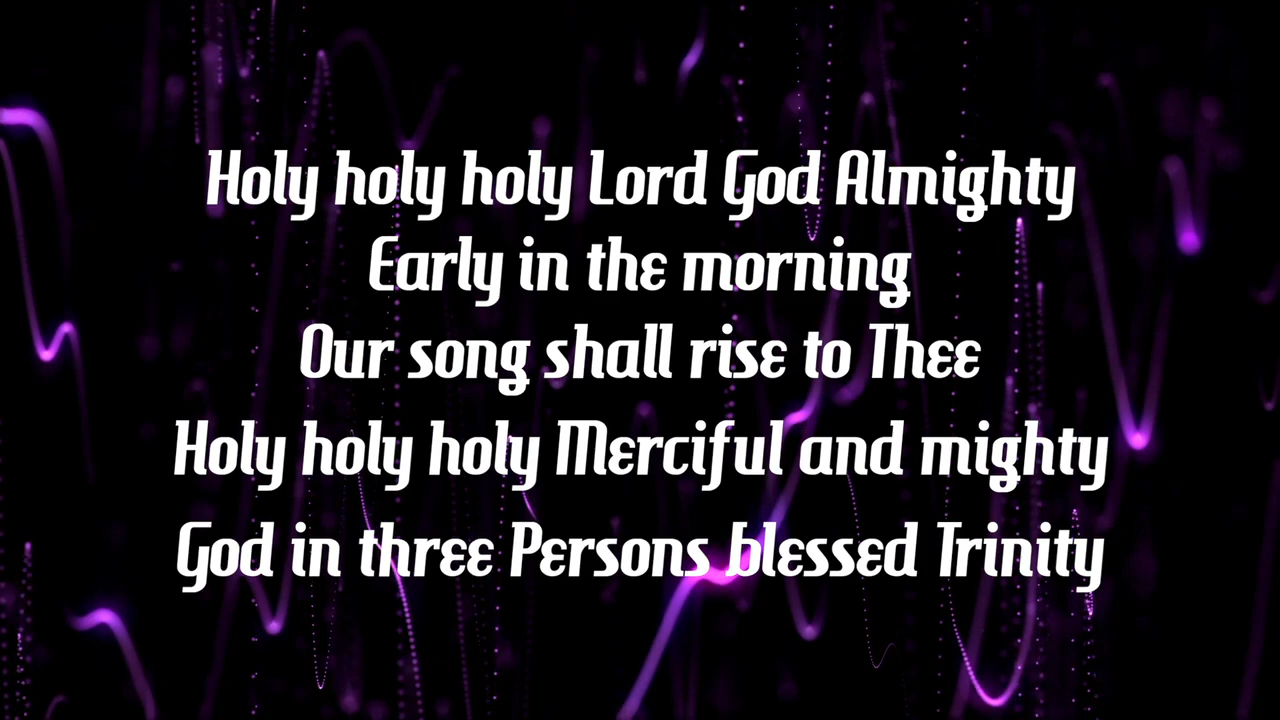 Holy holy holy Lord God Almighty
Early in the morning
Our song shall rise to Thee
Holy holy holy Merciful and mighty
God in three Persons blessed Trinity